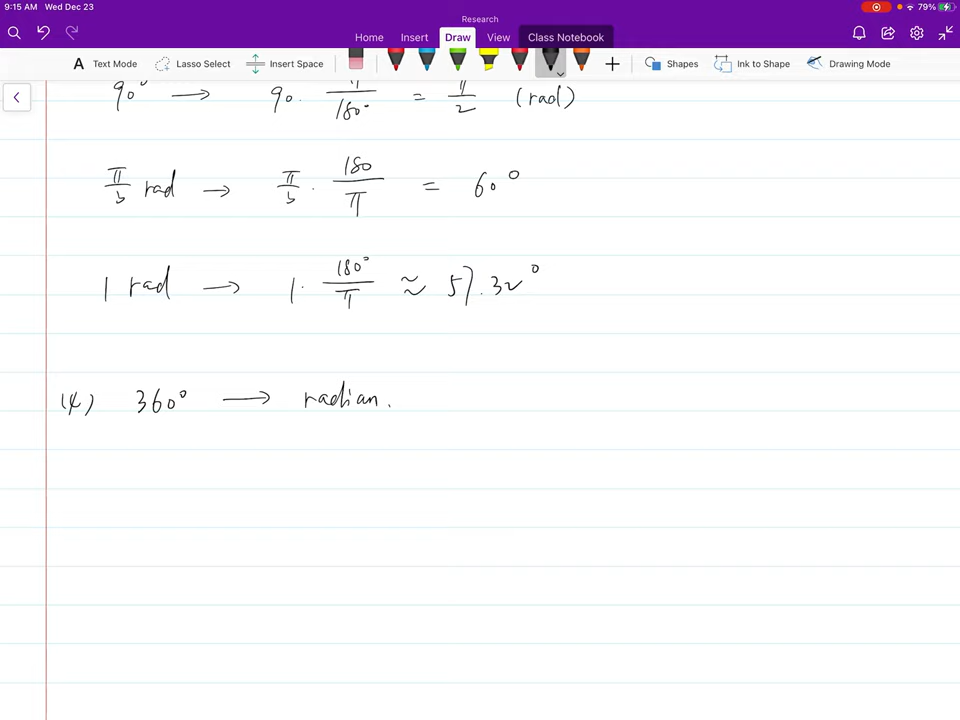 9:15 AM Wed Dec 23
79%
Research
Home Insert Draw View Class Notebook
Text Mode Lasso Select Insert Space Shapes Ink to Shape Drawing Mode
90° → 90 · π/180° = π/2 (rad)
π/3 rad → π/3 · 180/π = 60°
1 rad → 1 · 180°/π ≈ 57.32°
(4) 360° → radian.